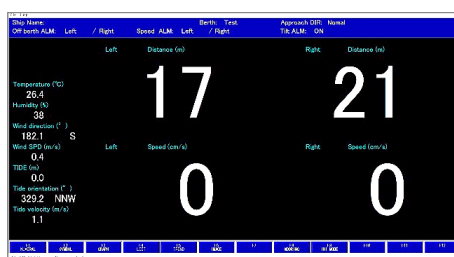 Ship Name: Berth: Test Approach DIR: Nomal
Off berth ALM: Left / Right Speed ALM: Left / Right Tilt ALM: ON
Left Distance (m) Right Distance (m)
17 21
Temperature (℃)
26.4
Humidity (%)
38
Wind direction (° )
182.1 S
Wind SPD (m/s) Left Speed (cm/s) Right Speed (cm/s)
0.4
0 0
TIDE (m)
0.0
Tide orientation (° )
329.2 NNW
Tide velocity (m/s)
1.1